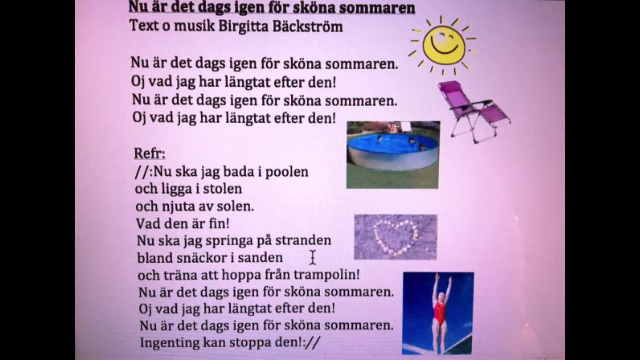 Nu är det dags igen för sköna sommaren
Text o musik Birgitta Bäckström
Nu är det dags igen för sköna sommaren.
Oj vad jag har längtat efter den!
Nu är det dags igen för sköna sommaren.
Oj vad jag har längtat efter den!
Refr:
//:Nu ska jag bada i poolen
och ligga i stolen
och njuta av solen.
Vad den är fin!
Nu ska jag springa på stranden
bland snäckor i sanden
och träna att hoppa från trampolin!
Nu är det dags igen för sköna sommaren.
Oj vad jag har längtat efter den!
Nu är det dags igen för sköna sommaren.
Ingenting kan stoppa den!://